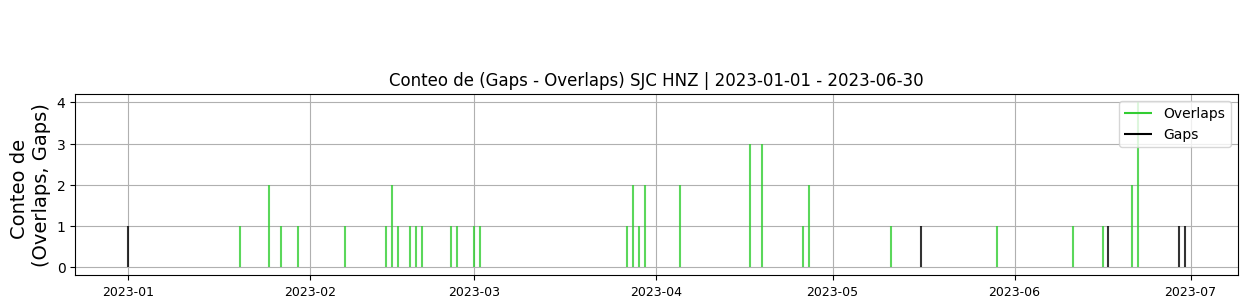 Conteo de (Gaps - Overlaps) SJC HNZ | 2023-01-01 - 2023-06-30
Conteo de
(Overlaps, Gaps)
4
3
2
1
0
Overlaps
Gaps
2023-01
2023-02
2023-03
2023-04
2023-05
2023-06
2023-07